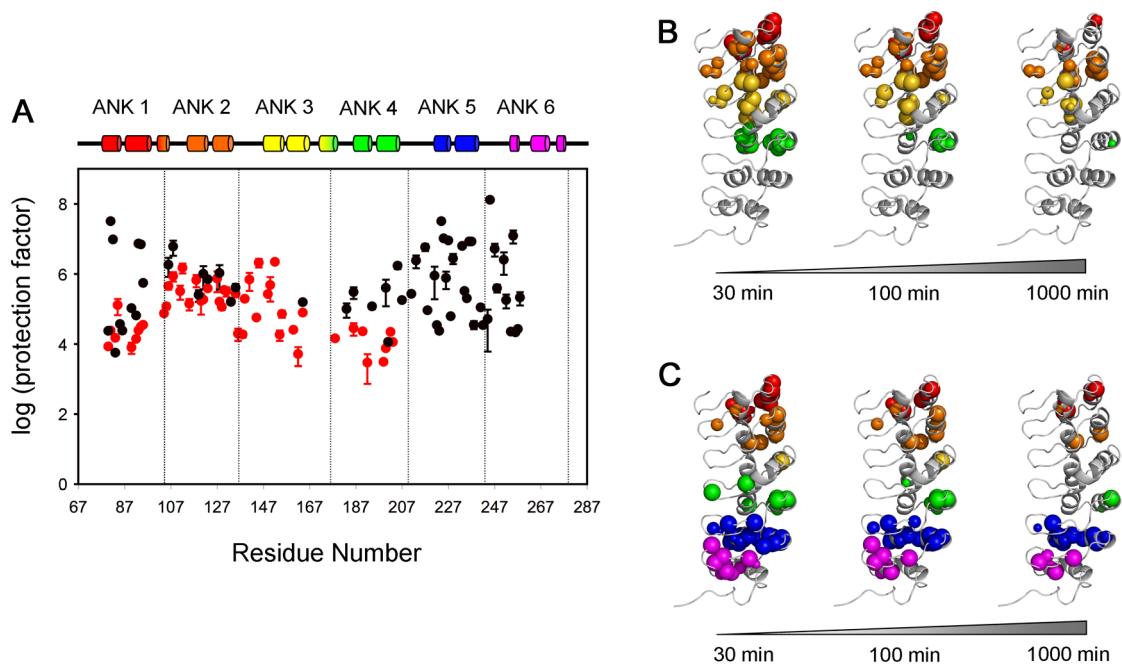 A
ANK 1 ANK 2 ANK 3 ANK 4 ANK 5 ANK 6
log (protection factor)
8
6
4
2
0
67 87 107 127 147 167 187 207 227 247 267 287
Residue Number
B
30 min 100 min 1000 min
C
30 min 100 min 1000 min